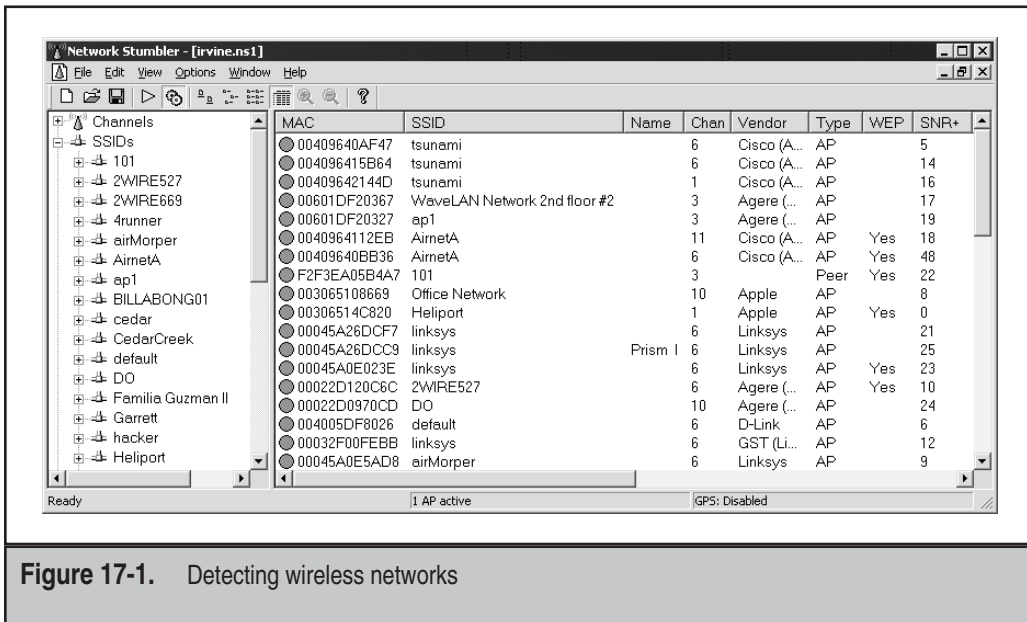 Network Stumbler - [irvine.ns1]
File Edit View Options Window Help
Channels
SSIDs
101
2WIRE527
2WIRE669
4runner
airMorper
AirnetA
ap1
BILLABONG01
cedar
CedarCreek
default
DO
Familia Guzman II
Garrett
hacker
Heliport
MAC SSID Name Chan Vendor Type WEP SNR+
00409640AF47 tsunami 6 Cisco (A... AP 5
004096415B64 tsunami 6 Cisco (A... AP 14
00409642144D tsunami 1 Cisco (A... AP 16
00601DF20367 WaveLAN Network 2nd floor #2 3 Agere (... AP 17
00601DF20327 ap1 3 Agere (... AP 19
0040964112EB AirnetA 11 Cisco (A... AP Yes 18
00409640BB36 AirnetA 6 Cisco (A... AP Yes 48
F2F3EA05B4A7 101 3 Peer Yes 22
003065108669 Office Network 10 Apple AP 8
00306514C820 Heliport 1 Apple AP Yes 0
00045A26DCF7 linksys 6 Linksys AP 21
00045A26DCC9 linksys Prism I 6 Linksys AP 25
00045A0E023E linksys 6 Linksys AP Yes 23
00022D120C6C 2WIRE527 6 Agere (... AP Yes 10
00022D0970CD DO 10 Agere (... AP 24
004005DF8026 default 6 D-Link AP 6
00032F00FEBB linksys 6 GST (Li... AP 12
00045A0E5AD8 airMorper 6 Linksys AP 9
Ready 1 AP active GPS: Disabled
Figure 17-1. Detecting wireless networks